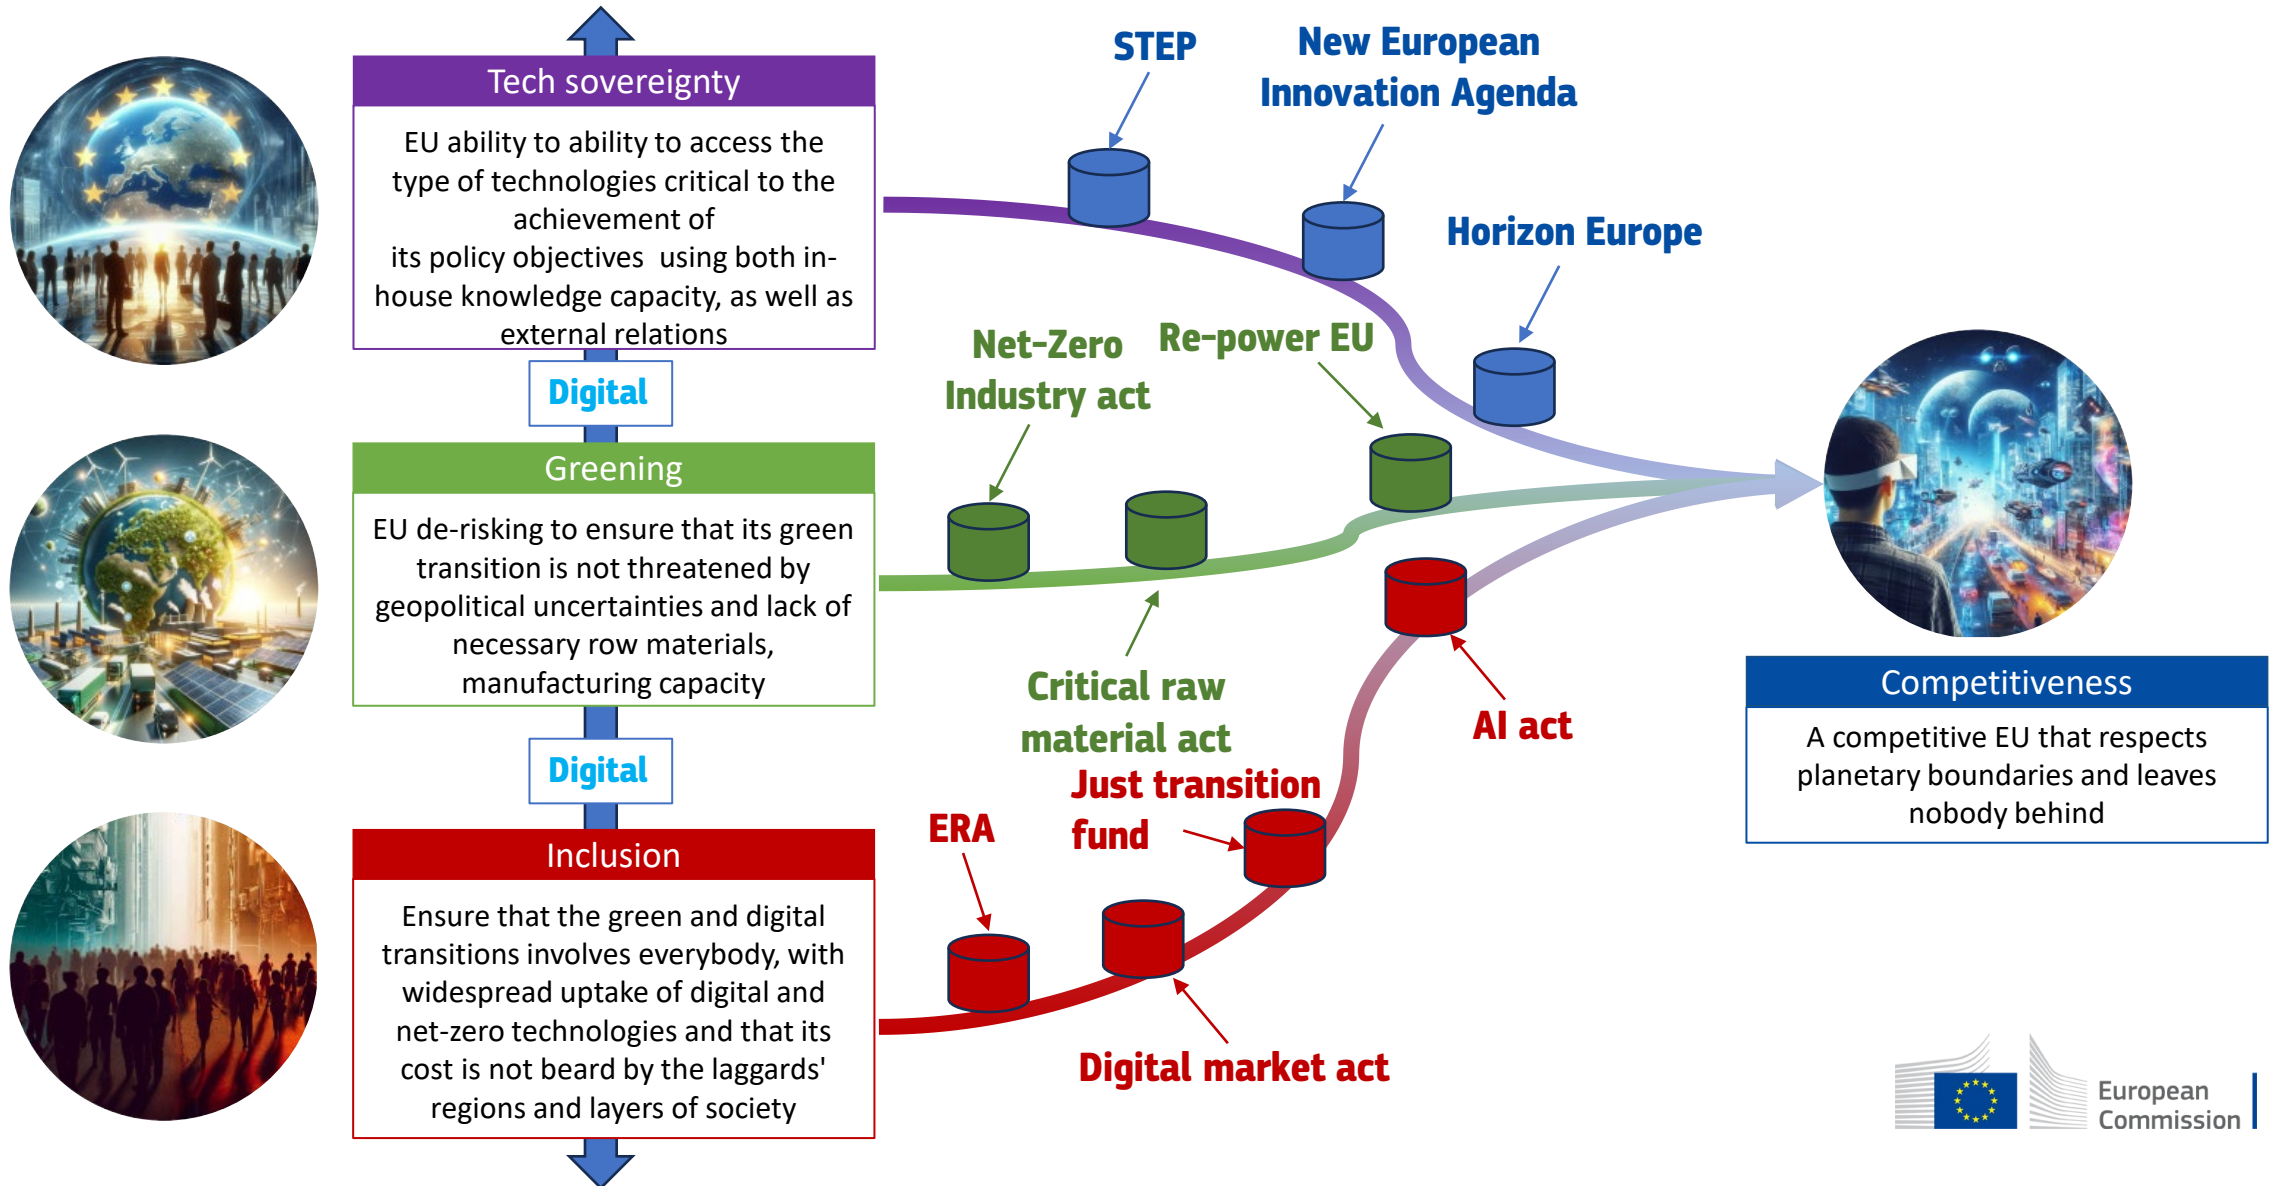 Tech sovereignty
EU ability to ability to access the
type of technologies critical to the
achievement of
its policy objectives  using both in-
house knowledge capacity, as well as
external relations
Digital
Greening
EU de-risking to ensure that its green
transition is not threatened by
geopolitical uncertainties and lack of
necessary row materials,
manufacturing capacity
Digital
Inclusion
Ensure that the green and digital
transitions involves everybody, with
widespread uptake of digital and
net-zero technologies and that its
cost is not beard by the laggards'
regions and layers of society
STEP
New European
Innovation Agenda
Horizon Europe
Net-Zero
Industry act
Re-power EU
Critical raw
material act
Just transition
fund
ERA
AI act
Digital market act
Competitiveness
A competitive EU that respects
planetary boundaries and leaves
nobody behind
European
Commission